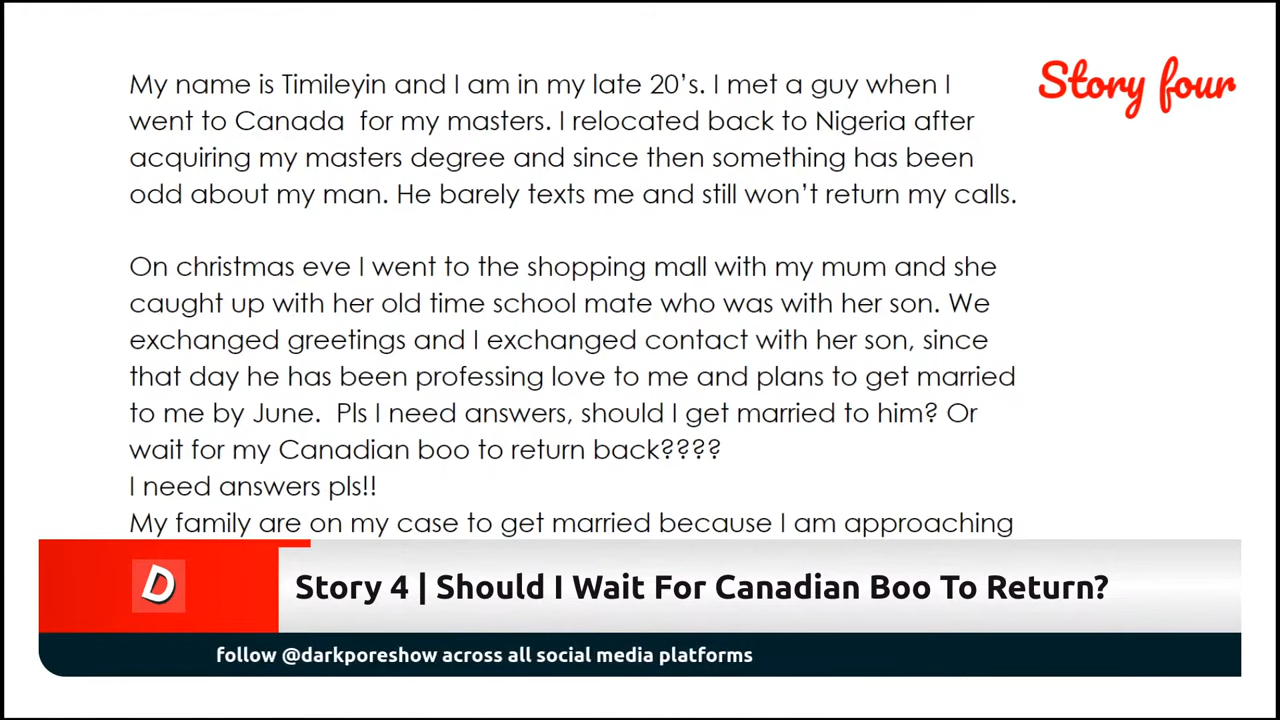 Story four
My name is Timileyin and I am in my late 20’s. I met a guy when I
went to Canada for my masters. I relocated back to Nigeria after
acquiring my masters degree and since then something has been
odd about my man. He barely texts me and still won’t return my calls.
On christmas eve I went to the shopping mall with my mum and she
caught up with her old time school mate who was with her son. We
exchanged greetings and I exchanged contact with her son, since
that day he has been professing love to me and plans to get married
to me by June. Pls I need answers, should I get married to him? Or
wait for my Canadian boo to return back????
I need answers pls!!
My family are on my case to get married because I am approaching
D
Story 4 | Should I Wait For Canadian Boo To Return?
follow @darkporeshow across all social media platforms